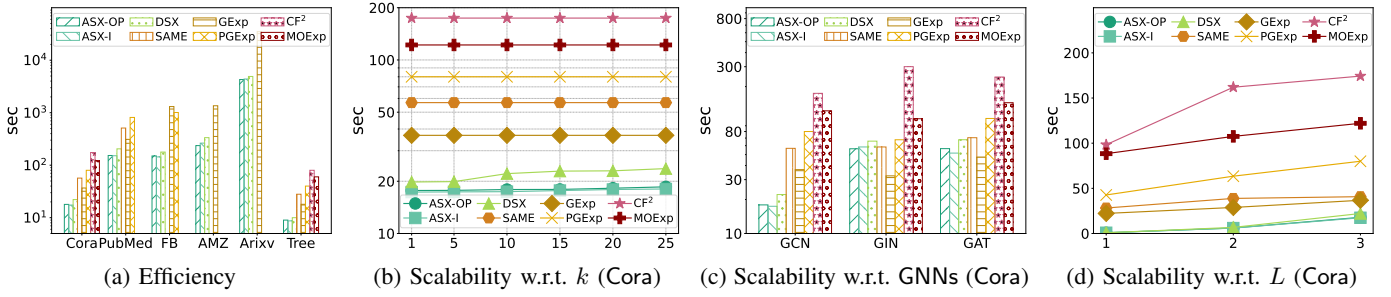 ASX-OP DSX GExp CF²
ASX-I SAME PGExp MOExp
sec
10⁴
10³
10²
10¹
Cora PubMed FB AMZ Arixv Tree
(a) Efficiency
sec
200
100
50
20
10
1 5 10 15 20 25
ASX-OP DSX GExp CF²
ASX-I SAME PGExp MOExp
(b) Scalability w.r.t. k (Cora)
ASX-OP DSX GExp CF²
ASX-I SAME PGExp MOExp
sec
800
300
80
30
10
GCN GIN GAT
(c) Scalability w.r.t. GNNs (Cora)
ASX-OP DSX GExp CF²
ASX-I SAME PGExp MOExp
sec
200
150
100
50
0
1 2 3
(d) Scalability w.r.t. L (Cora)